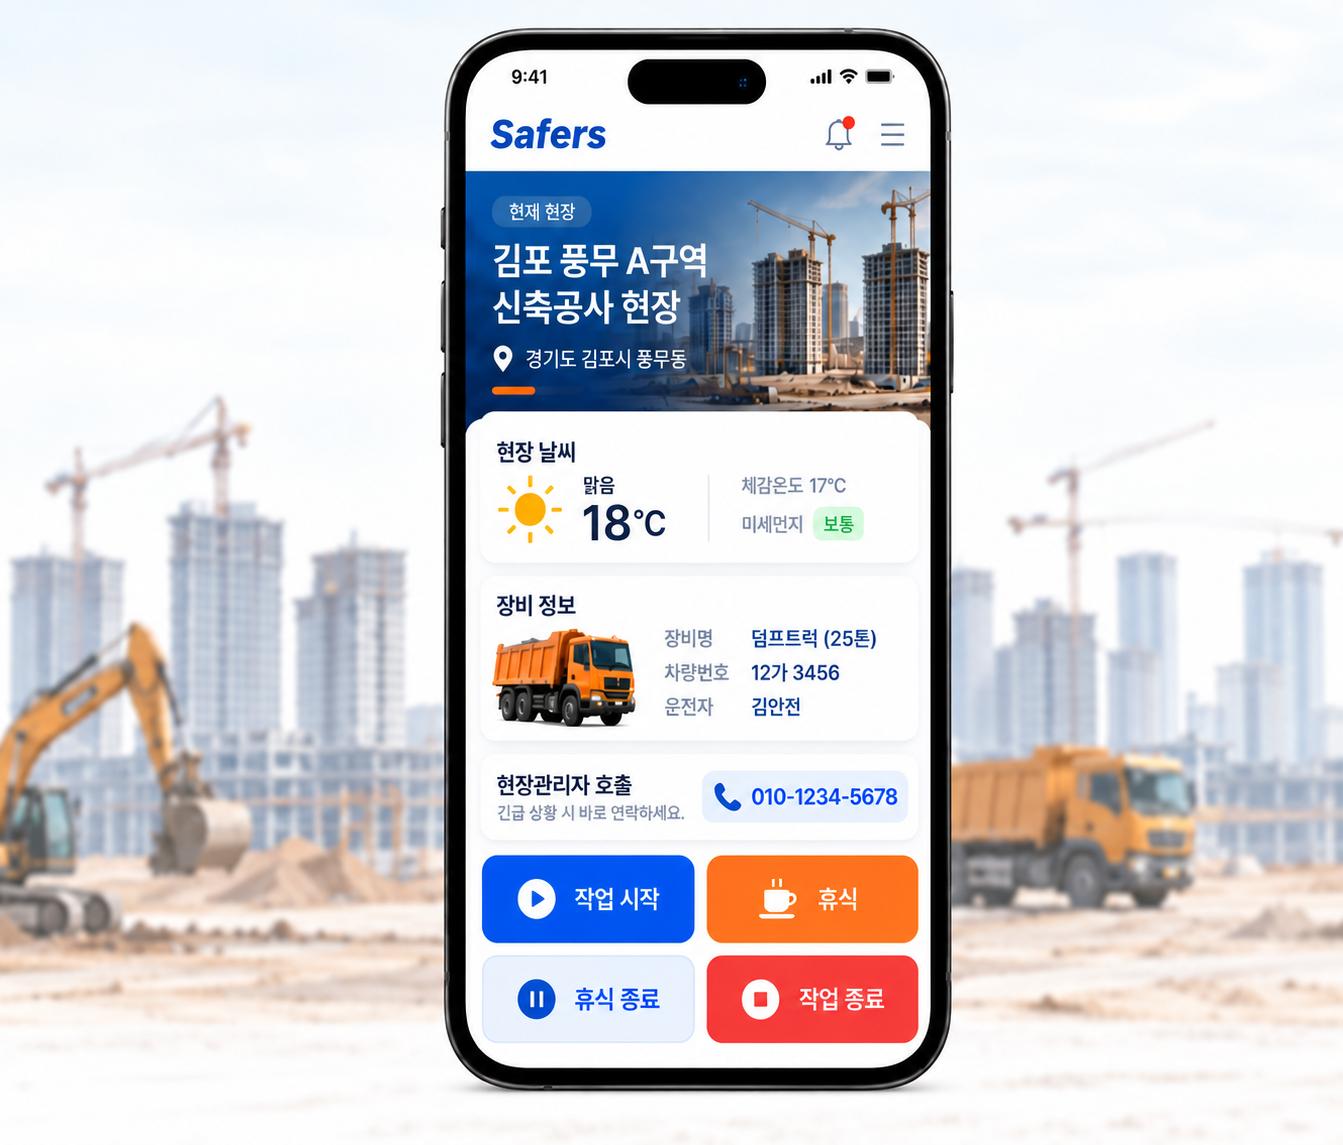 9:41
Safers
현재 현장
김포 풍무 A구역
신축공사 현장
경기도 김포시 풍무동
현장 날씨
맑음
18°C
체감온도 17°C
미세먼지 보통
장비 정보
장비명 덤프트럭 (25톤)
차량번호 12가 3456
운전자 김안전
현장관리자 호출
긴급 상황 시 바로 연락하세요.
010-1234-5678
작업 시작
휴식
휴식 종료
작업 종료